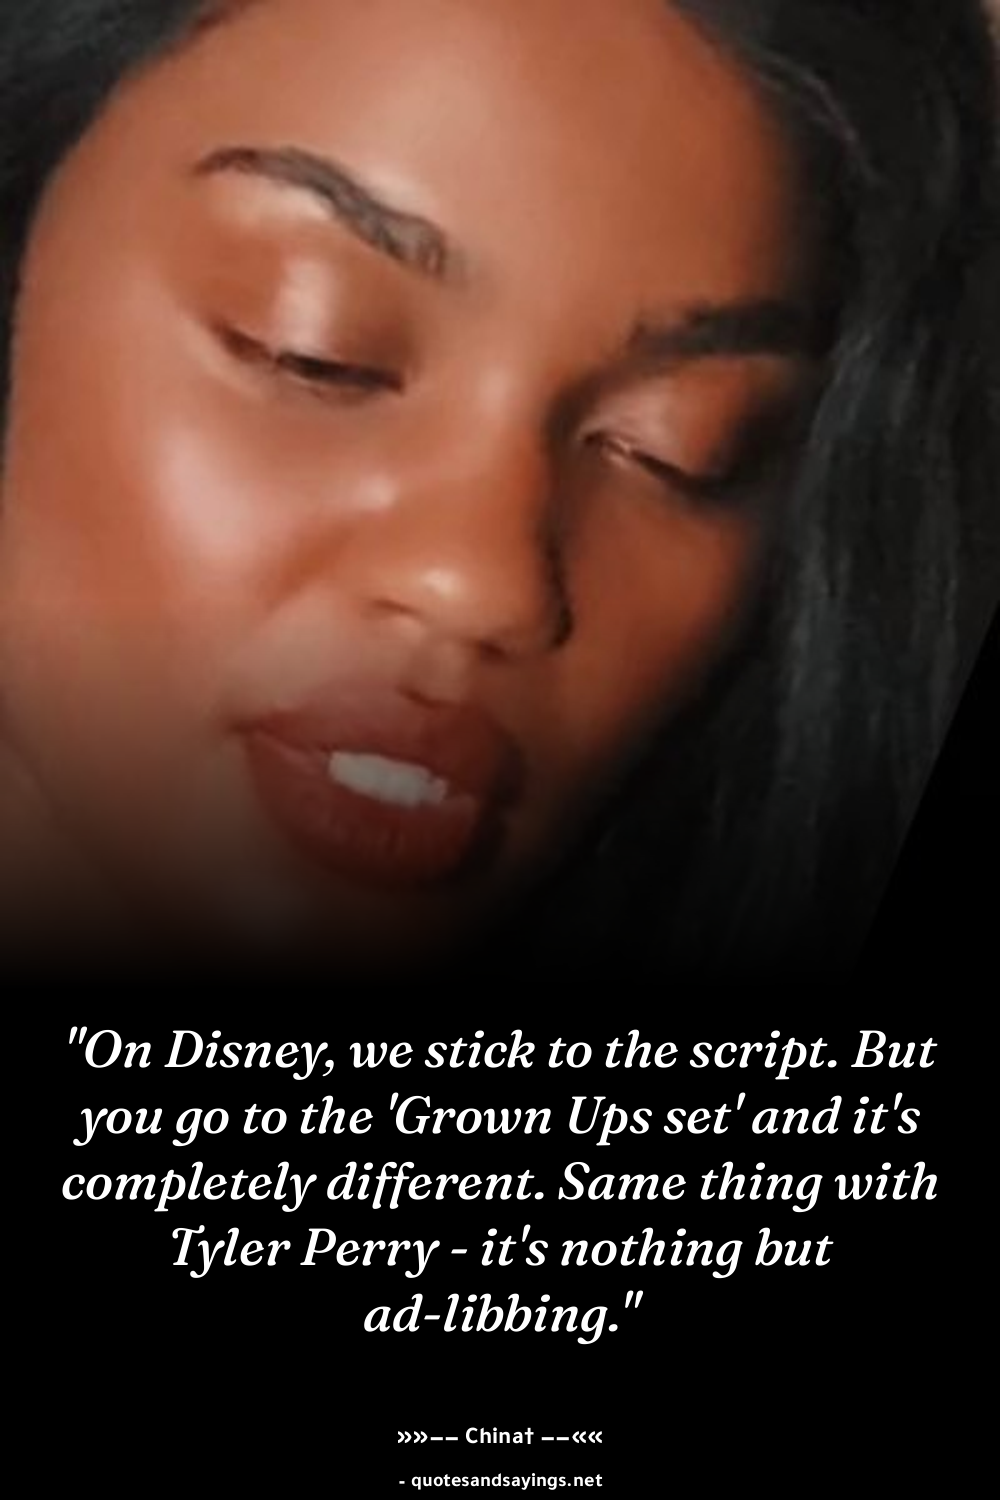 "On Disney, we stick to the script. But
you go to the 'Grown Ups set' and it's
completely different. Same thing with
Tyler Perry - it's nothing but
ad-libbing."
»»–– China† ––««
- quotesandsayings.net